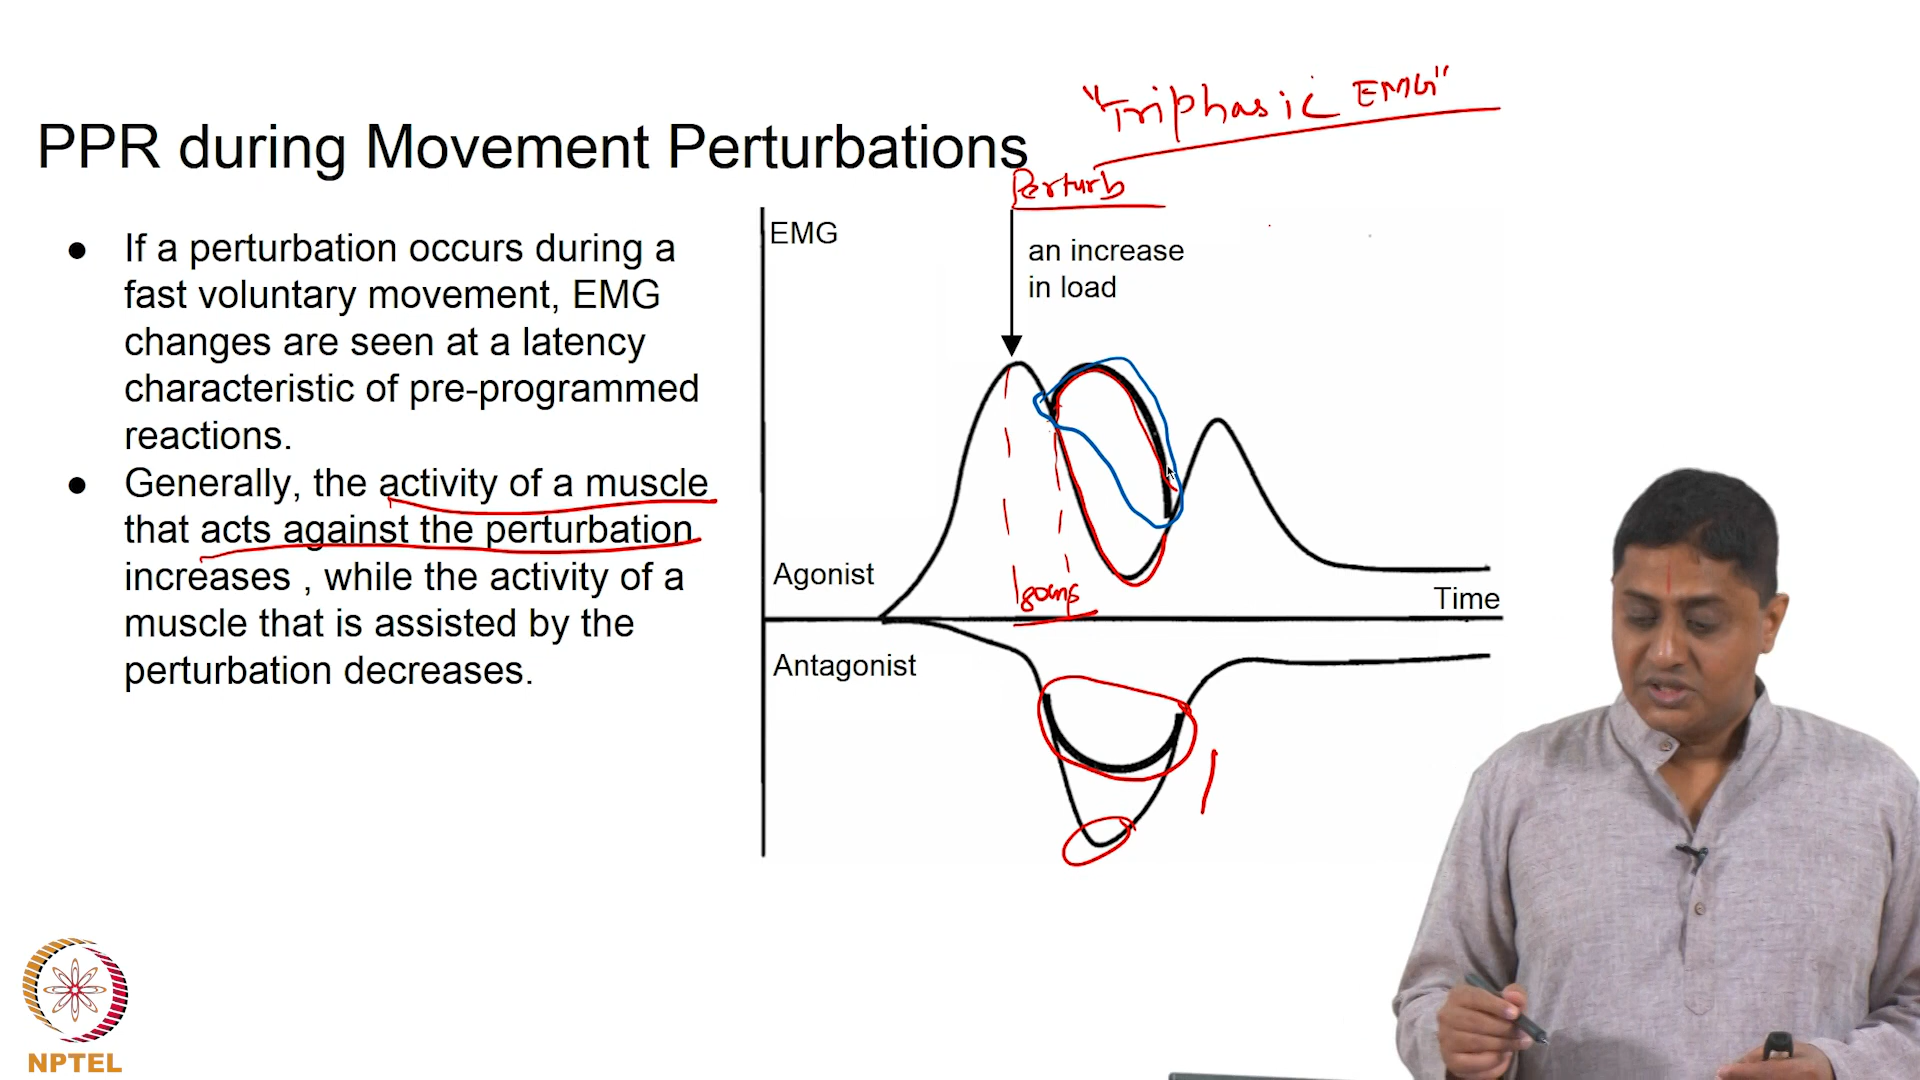 "Triphasic EMG"
PPR during Movement Perturbations
Perturb
● If a perturbation occurs during a
fast voluntary movement, EMG
changes are seen at a latency
characteristic of pre-programmed
reactions.
● Generally, the activity of a muscle
that acts against the perturbation
increases , while the activity of a
muscle that is assisted by the
perturbation decreases.
EMG
an increase
in load
Agonist
Time
Antagonist
NPTEL